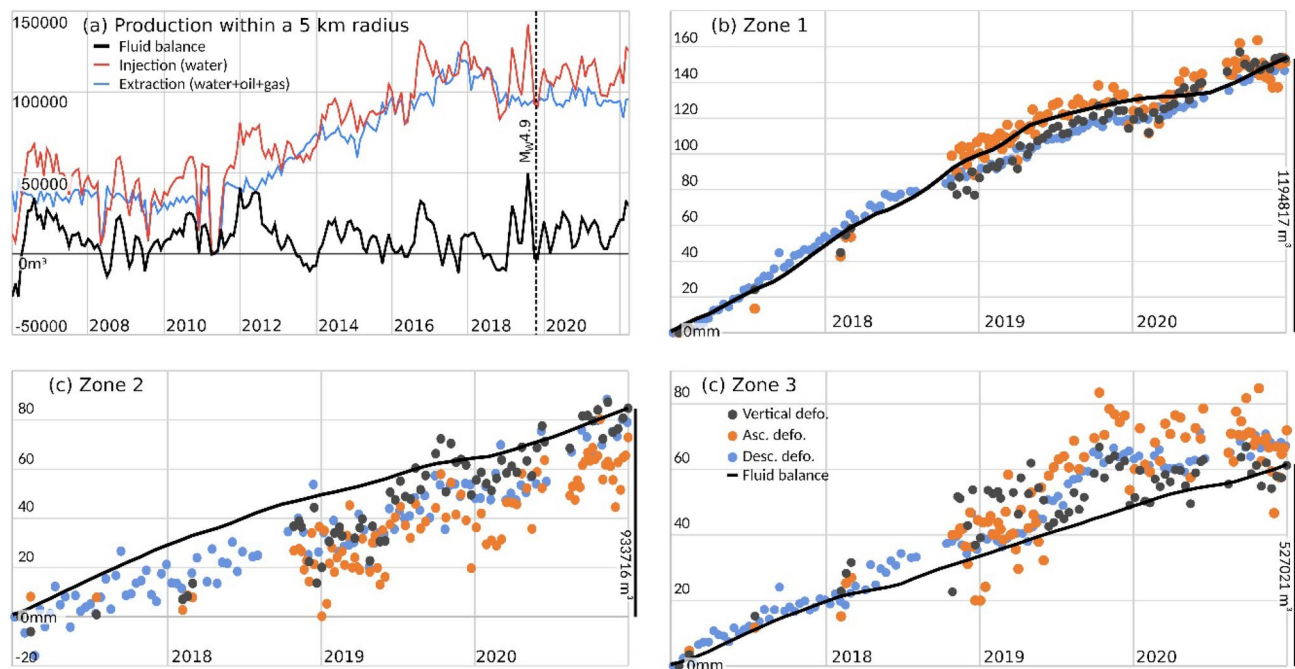 150000
(a) Production within a 5 km radius
Fluid balance
Injection (water)
Extraction (water+oil+gas)
100000
Mw4.9
50000
0m³
-50000
2008
2010
2012
2014
2016
2018
2020
(b) Zone 1
160
140
120
100
80
60
40
20
0mm
2018
2019
2020
1194817 m³
(c) Zone 2
80
60
40
20
0mm
-20
2018
2019
2020
933716 m³
(c) Zone 3
80
Vertical defo.
Asc. defo.
Desc. defo.
Fluid balance
60
40
20
0mm
2018
2019
2020
527021 m³